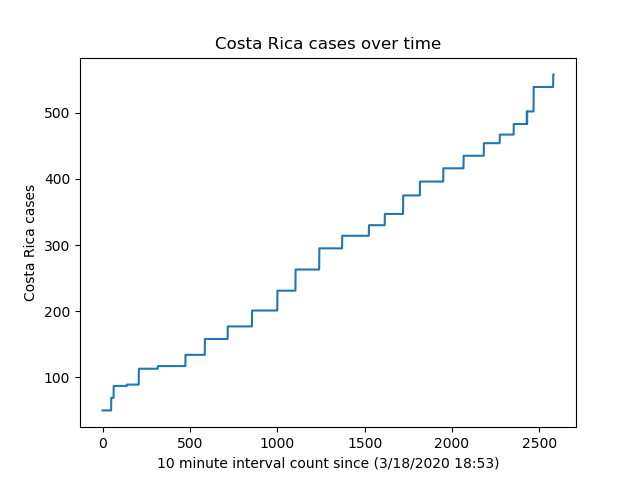 Costa Rica cases over time
Costa Rica cases
500
400
300
200
100
0 500 1000 1500 2000 2500
10 minute interval count since (3/18/2020 18:53)